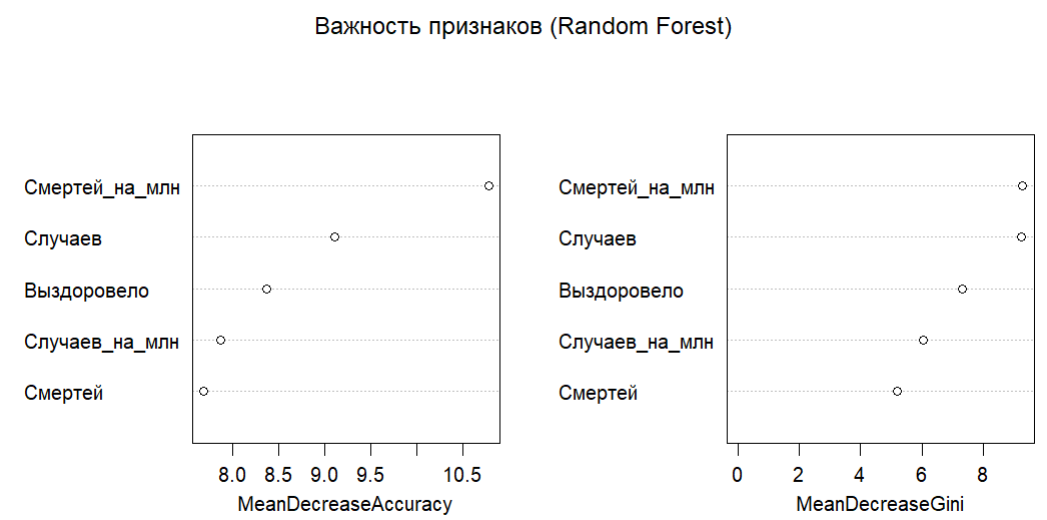 Важность признаков (Random Forest)
Смертей_на_млн
Случаев
Выздоровело
Случаев_на_млн
Смертей
8.0 8.5 9.0 9.5 10.5
MeanDecreaseAccuracy
Смертей_на_млн
Случаев
Выздоровело
Случаев_на_млн
Смертей
0 2 4 6 8
MeanDecreaseGini